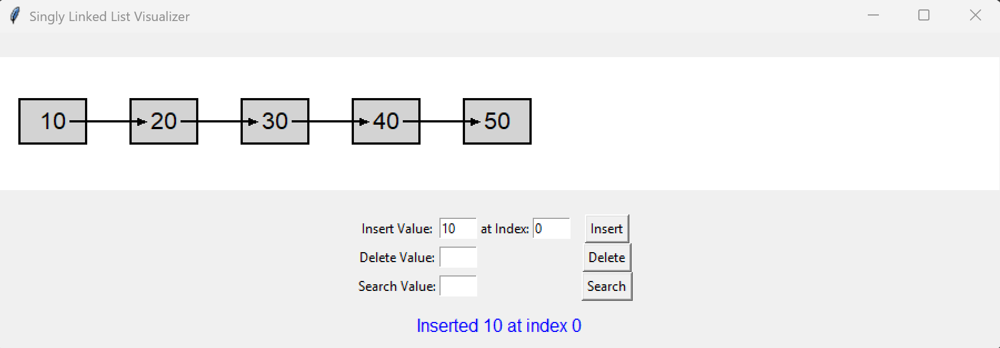 Singly Linked List Visualizer
10 20 30 40 50
Insert Value: 10 at Index: 0 Insert
Delete Value: Delete
Search Value: Search
Inserted 10 at index 0